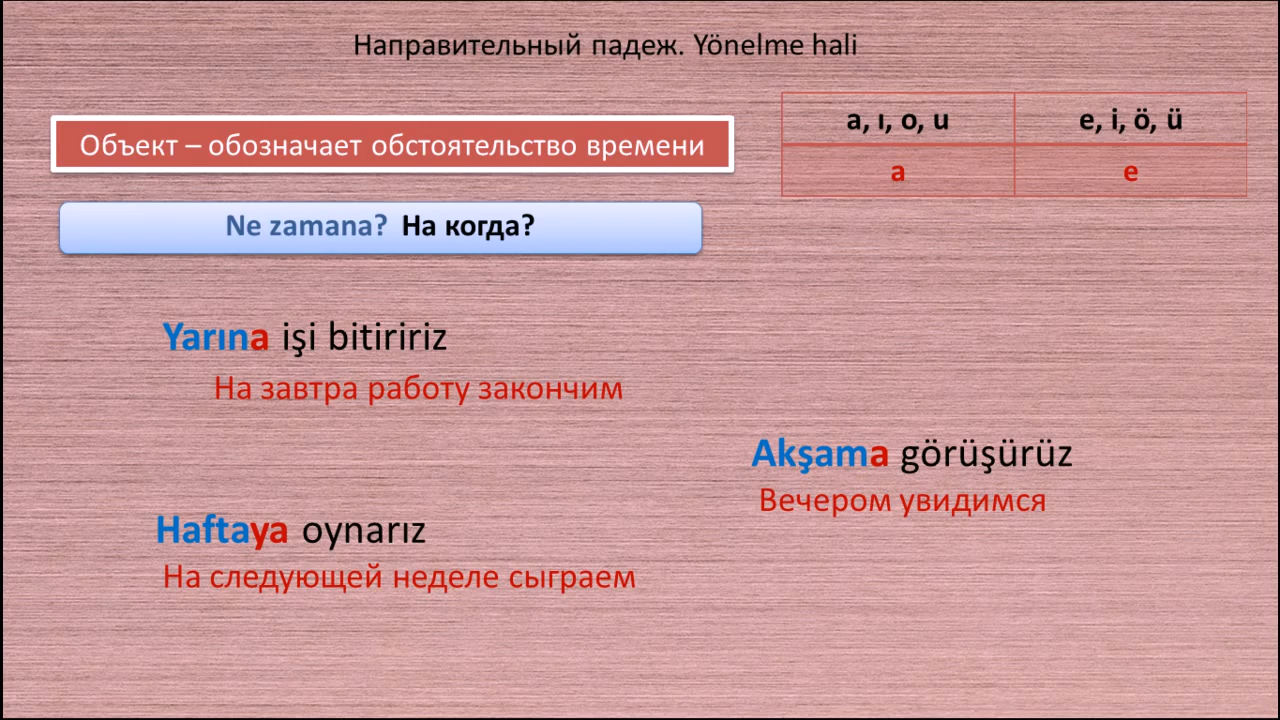 Направительный падеж. Yönelme hali
Объект – обозначает обстоятельство времени
a, ı, o, u
e, i, ö, ü
a
e
Ne zamana? На когда?
Yarına işi bitiririz
На завтра работу закончим
Akşama görüşürüz
Вечером увидимся
Haftaya oynarız
На следующей неделе сыграем